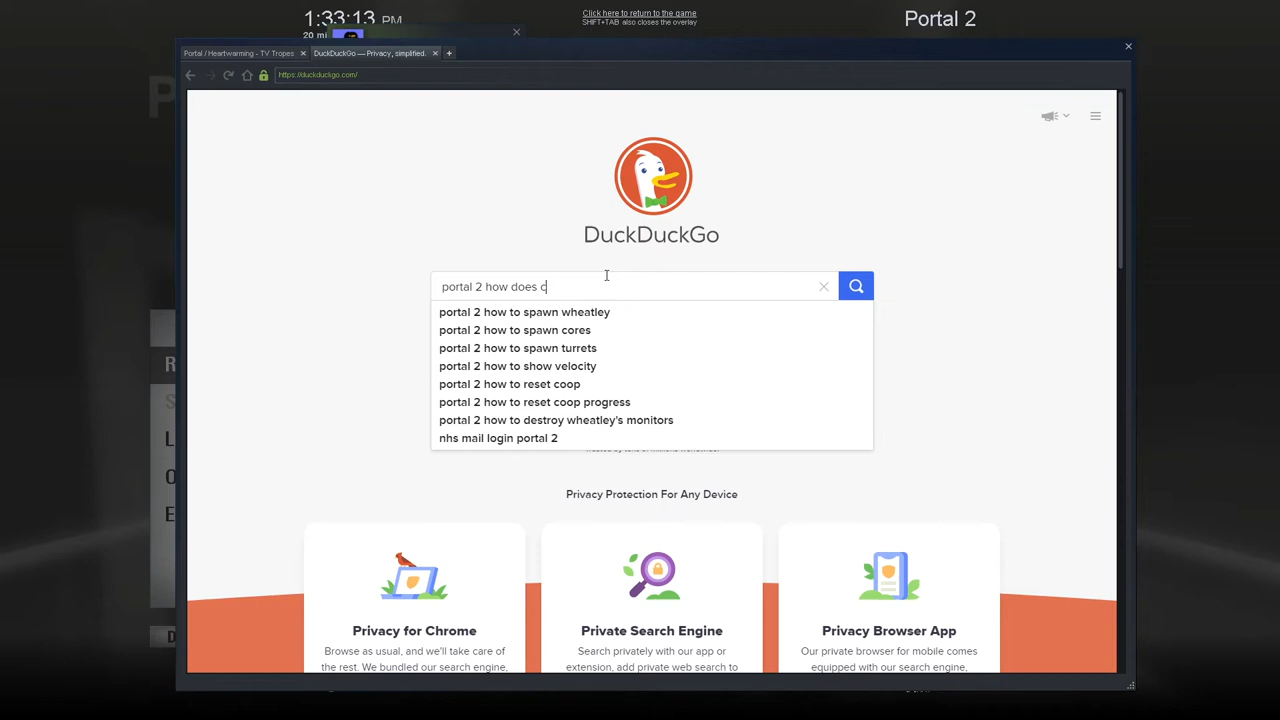 1:33:13 PM
Click here to return to the game
Portal 2
SHIFT+TAB also closes the overlay
20 mi
Portal / Heartwarming - TV Tropes
DuckDuckGo — Privacy, simplified.
https://duckduckgo.com/
DuckDuckGo
portal 2 how does c
portal 2 how to spawn wheatley
portal 2 how to spawn cores
portal 2 how to spawn turrets
portal 2 how to show velocity
portal 2 how to reset coop
portal 2 how to reset coop progress
portal 2 how to destroy wheatley's monitors
nhs mail login portal 2
Privacy Protection For Any Device
Privacy for Chrome
Browse as usual, and we'll take care of
the rest. We bundled our search engine,
Private Search Engine
Search privately with our app or
extension, add private web search to
Privacy Browser App
Our private browser for mobile comes
equipped with our search engine,